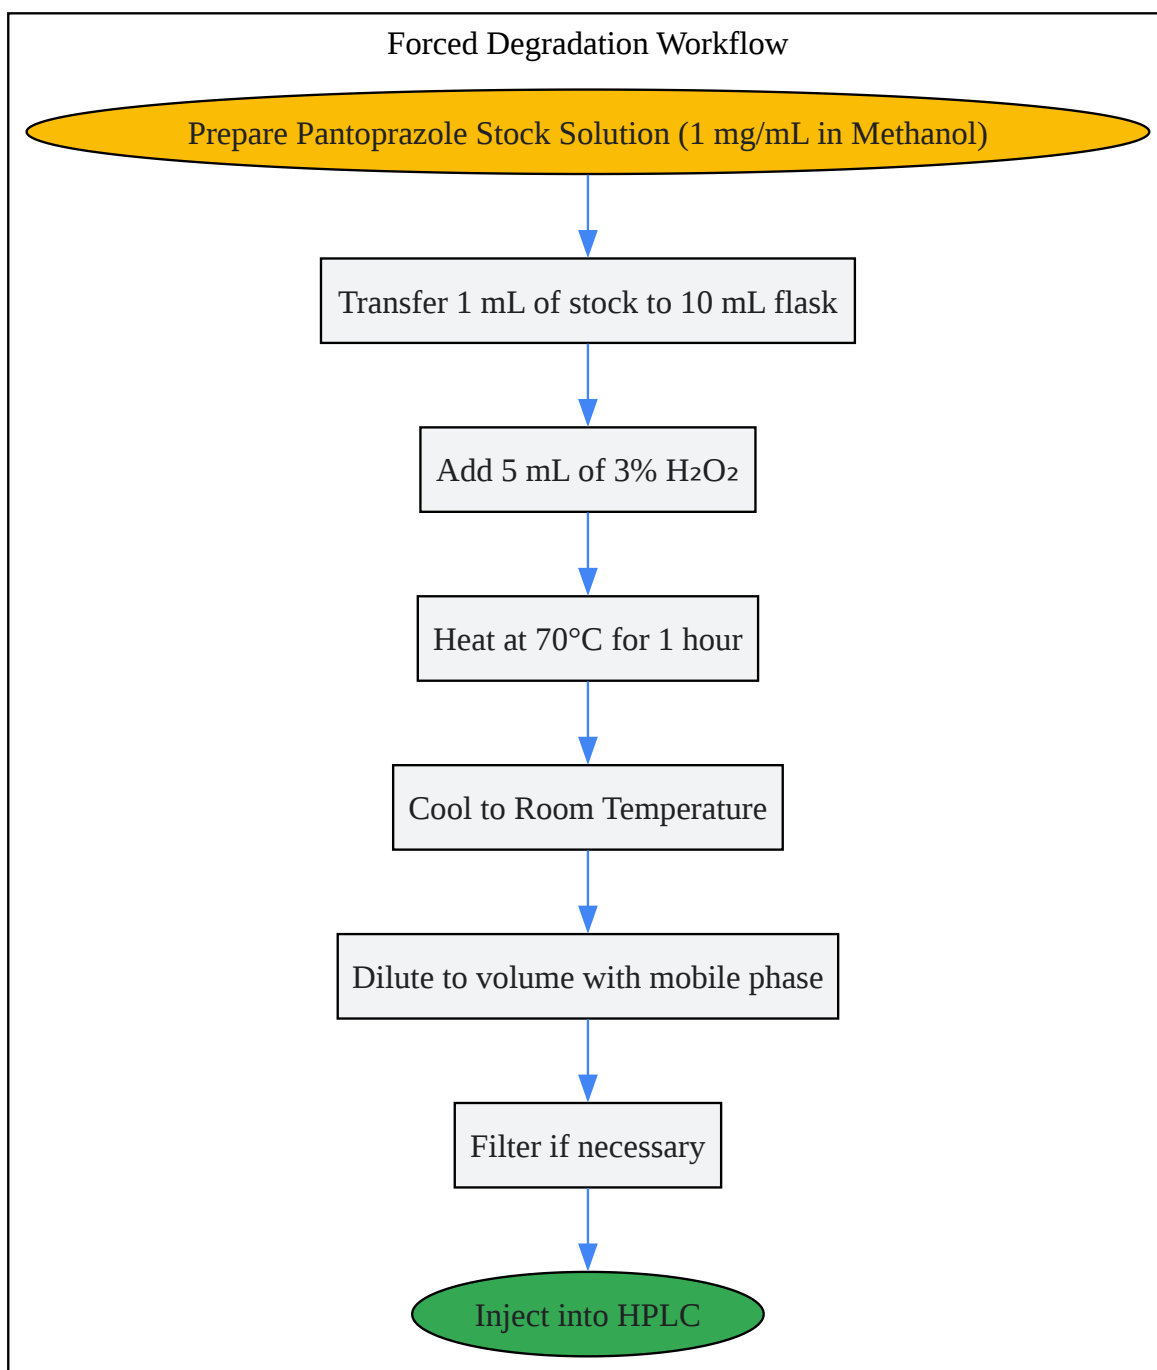 Forced Degradation Workflow
Prepare Pantoprazole Stock Solution (1 mg/mL in Methanol)
Transfer 1 mL of stock to 10 mL flask
Add 5 mL of 3% H₂O₂
Heat at 70°C for 1 hour
Cool to Room Temperature
Dilute to volume with mobile phase
Filter if necessary
Inject into HPLC